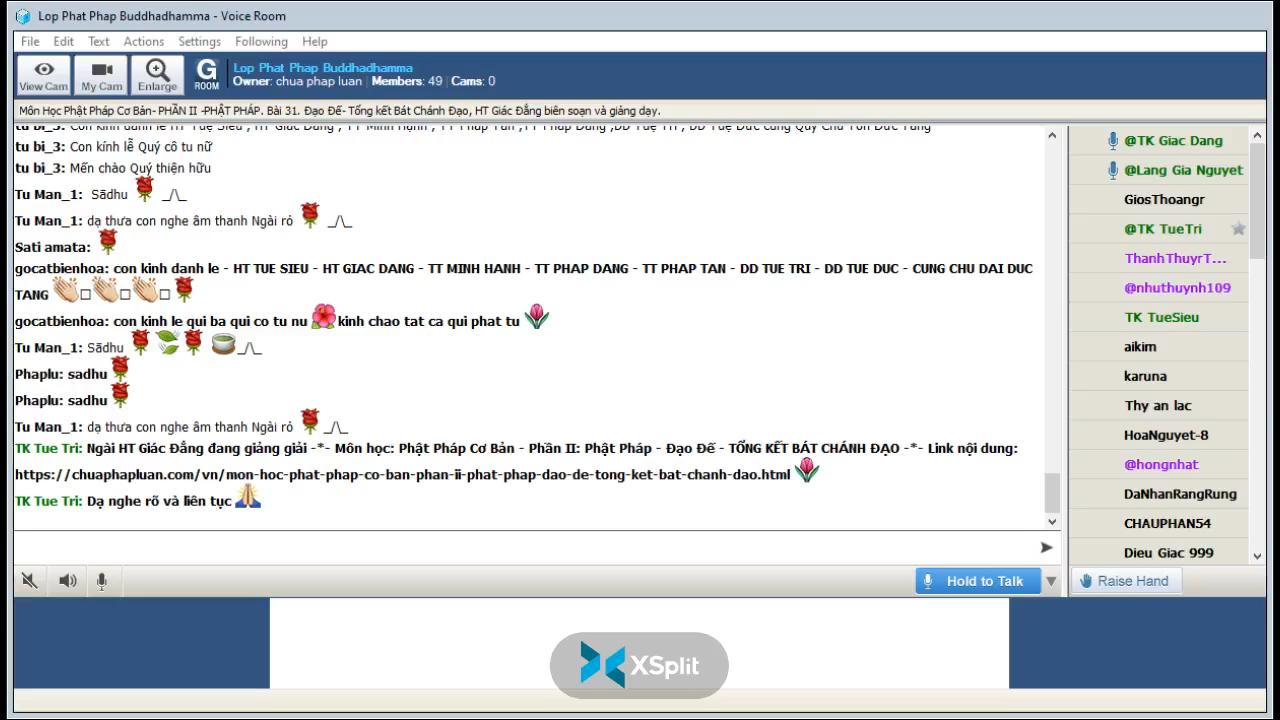 Lop Phat Phap Buddhadhamma - Voice Room
File Edit Text Actions Settings Following Help
View Cam My Cam Enlarge G ROOM
Lop Phat Phap Buddhadhamma
Owner: chua phap luan Members: 49 Cams: 0
Môn Học Phật Pháp Cơ Bản- PHẦN II -PHẬT PHÁP. Bài 31. Đạo Đế- Tổng kết Bát Chánh Đạo, HT Giác Đẳng biên soạn và giảng dạy.
tu bi_3: Con kính lễ Quý cô tu nữ
tu bi_3: Mến chào Quý thiện hữu
Tu Man_1: Sādhu _/\_
Tu Man_1: dạ thưa con nghe âm thanh Ngài rỏ _/\_
Sati amata:
gocatbienhoa: con kinh danh le - HT TUE SIEU - HT GIAC DANG - TT MINH HANH - TT PHAP DANG - TT PHAP TAN - DD TUE TRI - DD TUE DUC - CUNG CHU DAI DUC
TANG
gocatbienhoa: con kinh le qui ba qui co tu nu kinh chao tat ca qui phat tu
Tu Man_1: Sādhu _/\_
Phaplu: sadhu
Phaplu: sadhu
Tu Man_1: dạ thưa con nghe âm thanh Ngài rỏ _/\_
TK Tue Tri: Ngài HT Giác Đẳng đang giảng giải -*- Môn học: Phật Pháp Cơ Bản - Phần II: Phật Pháp - Đạo Đế - TỔNG KẾT BÁT CHÁNH ĐẠO -*- Link nội dung:
https://chuaphapluan.com/vn/mon-hoc-phat-phap-co-ban-phan-ii-phat-phap-dao-de-tong-ket-bat-chanh-dao.html
TK Tue Tri: Dạ nghe rõ và liên tục
@TK Giac Dang
@Lang Gia Nguyet
GiosThoangr
@TK TueTri
ThanhThuyrT...
@nhuthuynh109
TK TueSieu
aikim
karuna
Thy an lac
HoaNguyet-8
@hongnhat
DaNhanRangRung
CHAUPHAN54
Dieu Giac 999
Hold to Talk
Raise Hand
XSplit